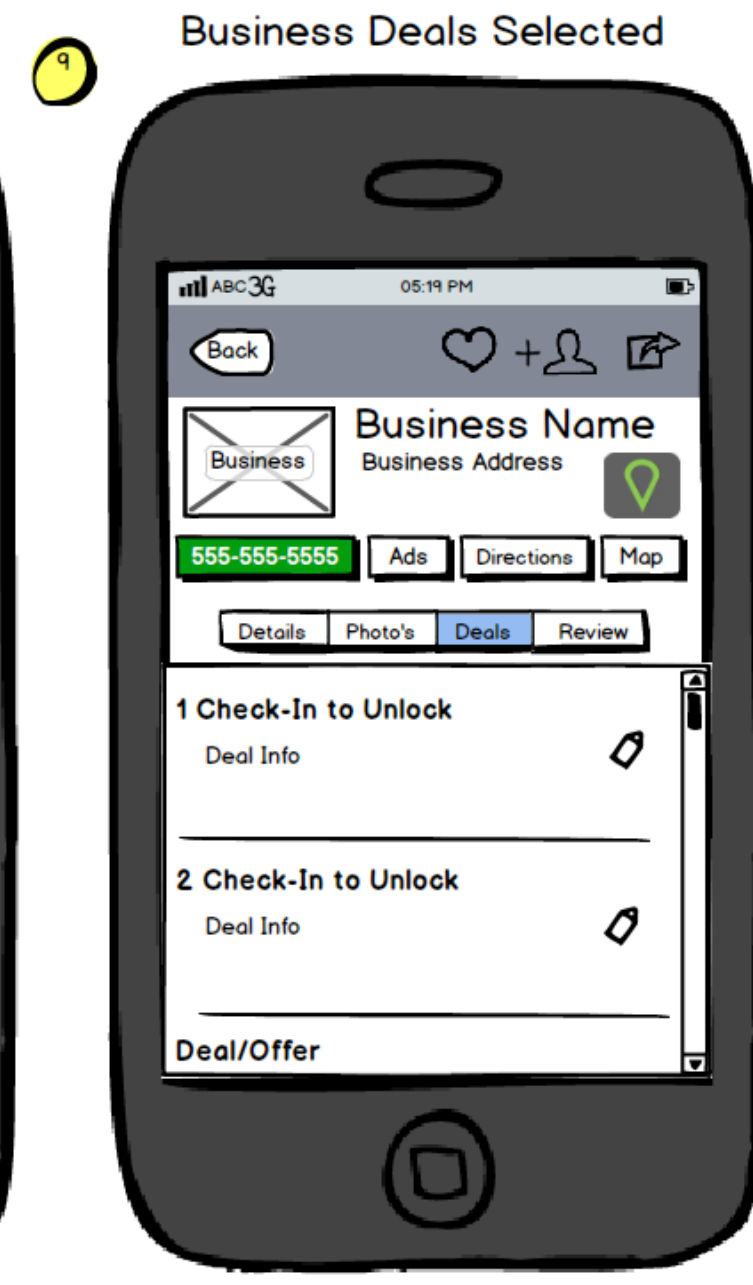 Business Deals Selected
9
ABC 3G 05:19 PM
Back
+
Business Name
Business
Business Address
555-555-5555 Ads Directions Map
Details Photo's Deals Review
1 Check-In to Unlock
Deal Info
2 Check-In to Unlock
Deal Info
Deal/Offer